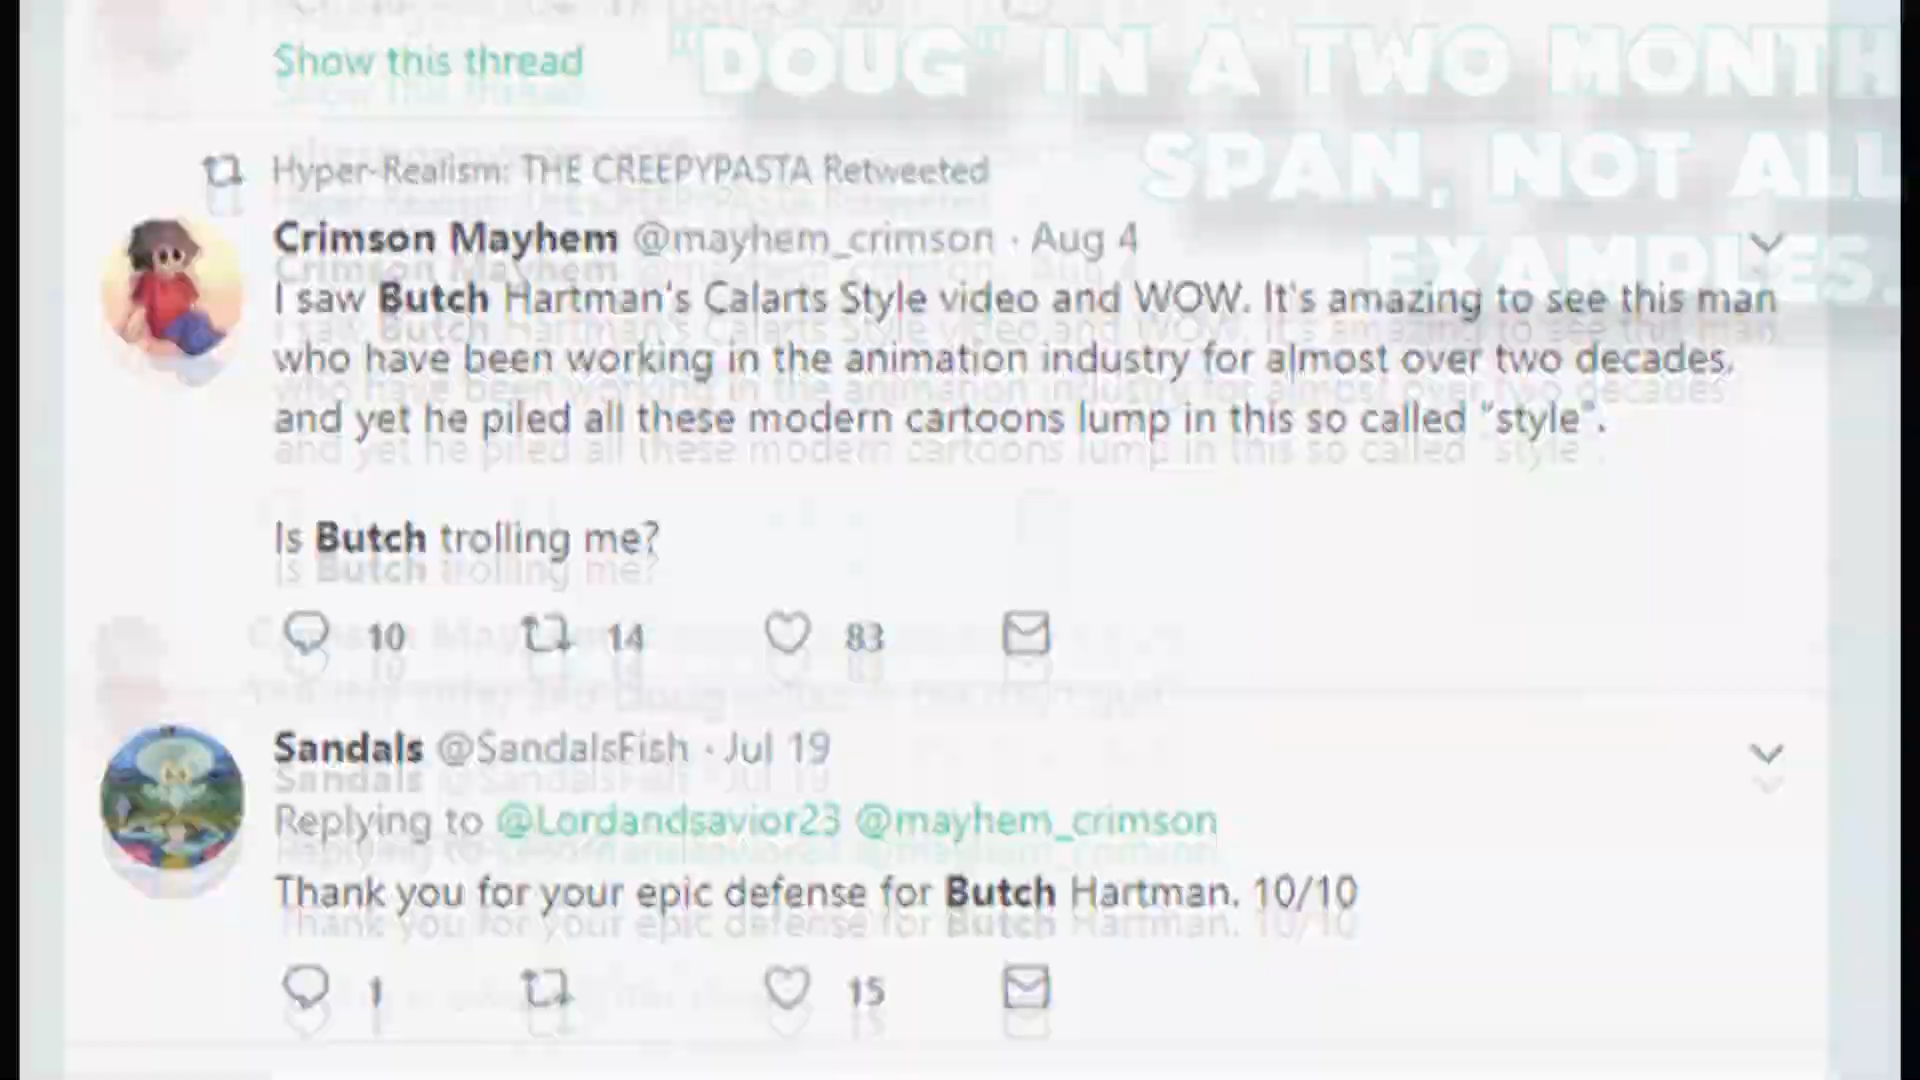 "DOUG" IN A TWO MONTH
SPAN, NOT ALL
EXAMPLES.
Show this thread
Hyper-Realism: THE CREEPYPASTA Retweeted
Crimson Mayhem @mayhem_crimson · Aug 4
I saw Butch Hartman's Calarts Style video and WOW. It's amazing to see this man
who have been working in the animation industry for almost over two decades,
and yet he piled all these modern cartoons lump in this so called "style".
Is Butch trolling me?
10 14 83
Sandals @SandalsFish · Jul 19
Replying to @Lordandsavior23 @mayhem_crimson
Thank you for your epic defense for Butch Hartman. 10/10
1 15